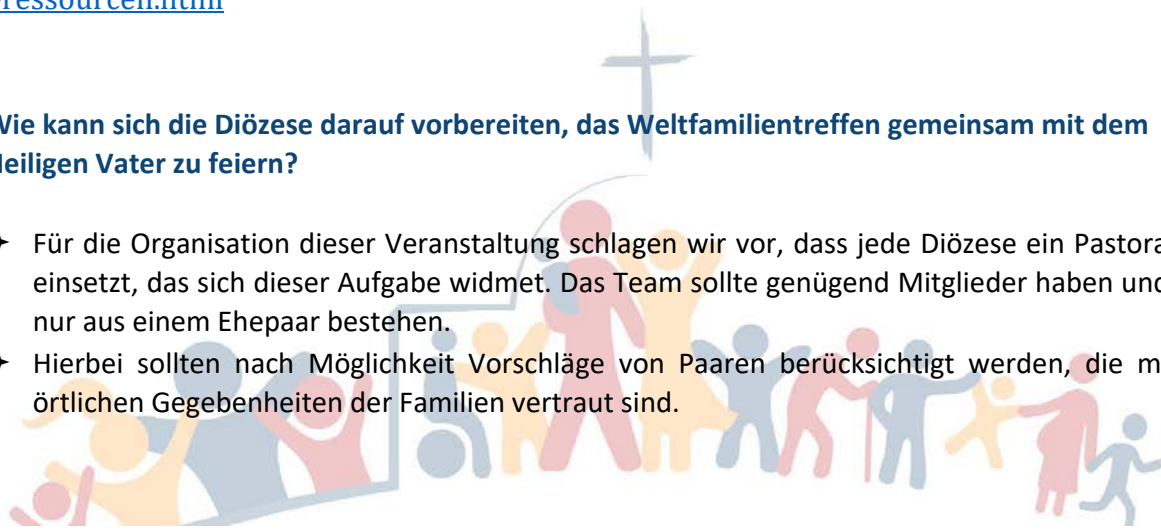 ressourcen.html
Wie kann sich die Diözese darauf vorbereiten, das Weltfamilientreffen gemeinsam mit dem
Heiligen Vater zu feiern?
Für die Organisation dieser Veranstaltung schlagen wir vor, dass jede Diözese ein Pastora
einsetzt, das sich dieser Aufgabe widmet. Das Team sollte genügend Mitglieder haben und
nur aus einem Ehepaar bestehen.
Hierbei sollten nach Möglichkeit Vorschläge von Paaren berücksichtigt werden, die m
örtlichen Gegebenheiten der Familien vertraut sind.